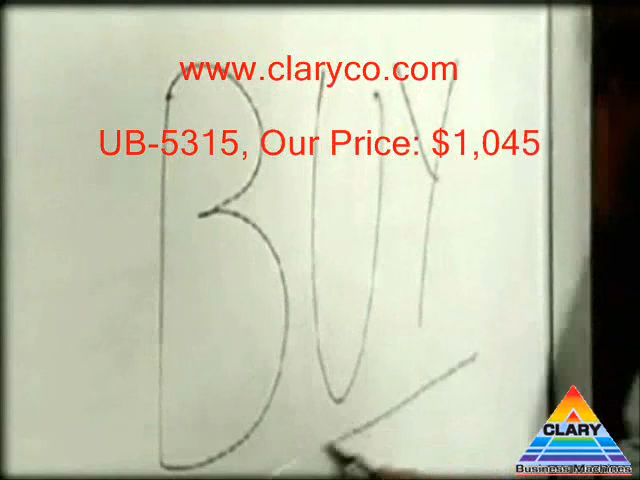 www.claryco.com
UB-5315, Our Price: $1,045
BUY
CLARY
Business Machines